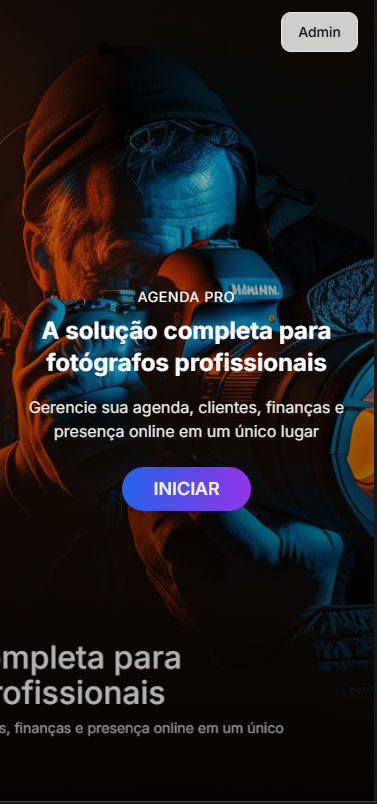 Admin
AGENDA PRO
A solução completa para
fotógrafos profissionais
Gerencie sua agenda, clientes, finanças e
presença online em um único lugar
INICIAR
mpleta para
rofissionais
s, finanças e presença online em um único